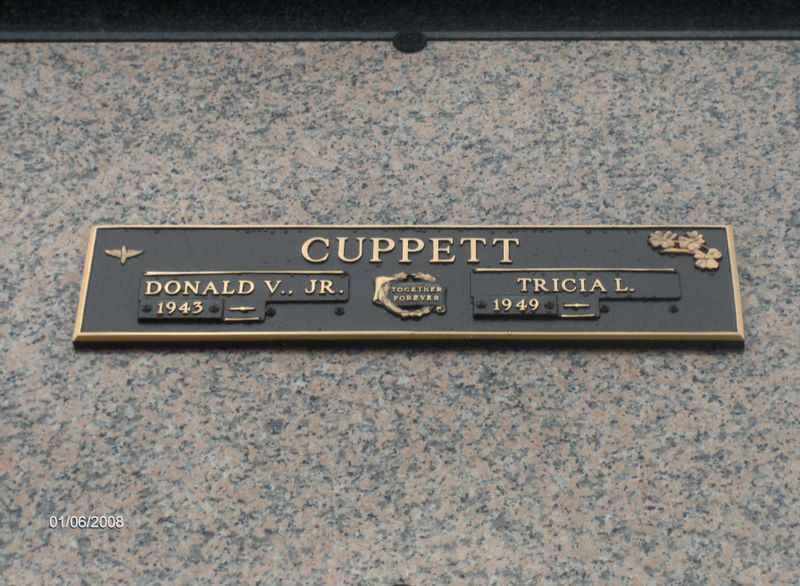 CUPPETT
DONALD V., JR.
1943 –
TOGETHER
FOREVER
TRICIA L.
1949 –
01/06/2008